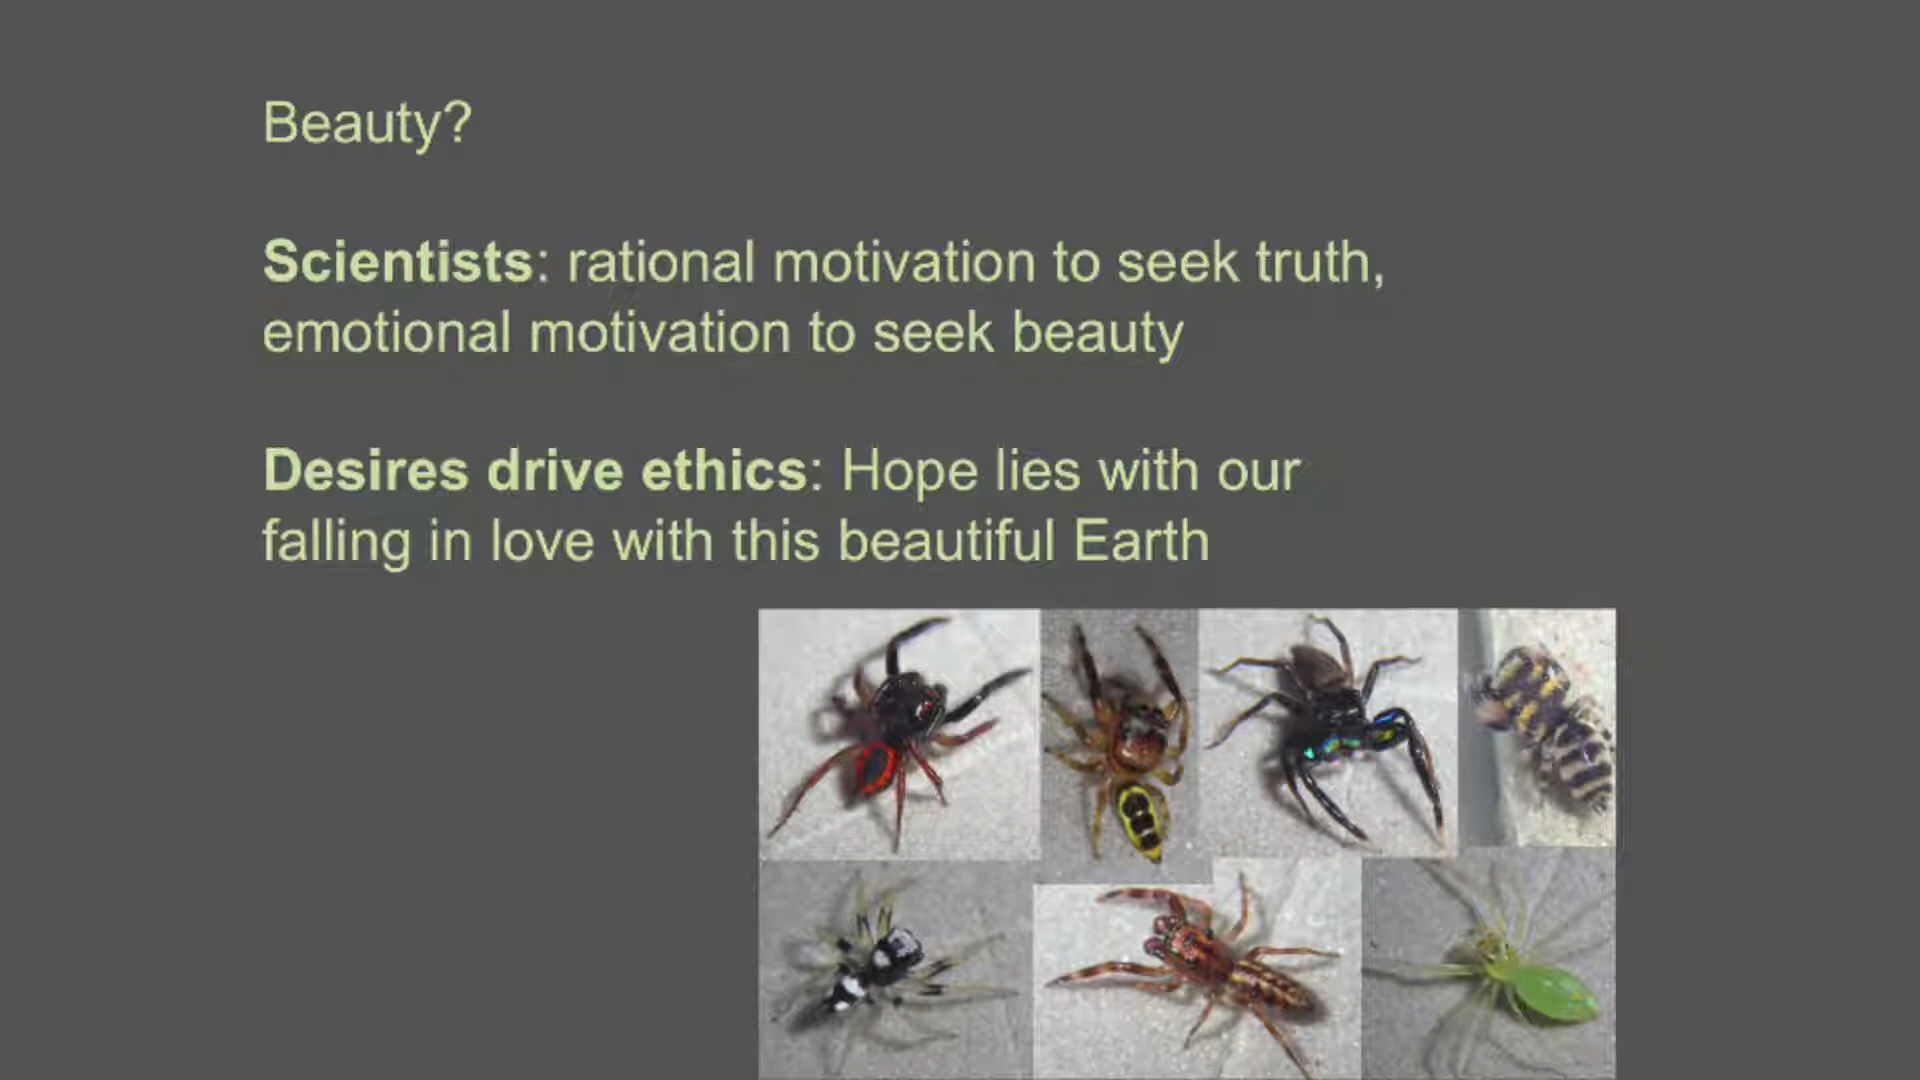 Beauty?
Scientists: rational motivation to seek truth,
emotional motivation to seek beauty
Desires drive ethics: Hope lies with our
falling in love with this beautiful Earth